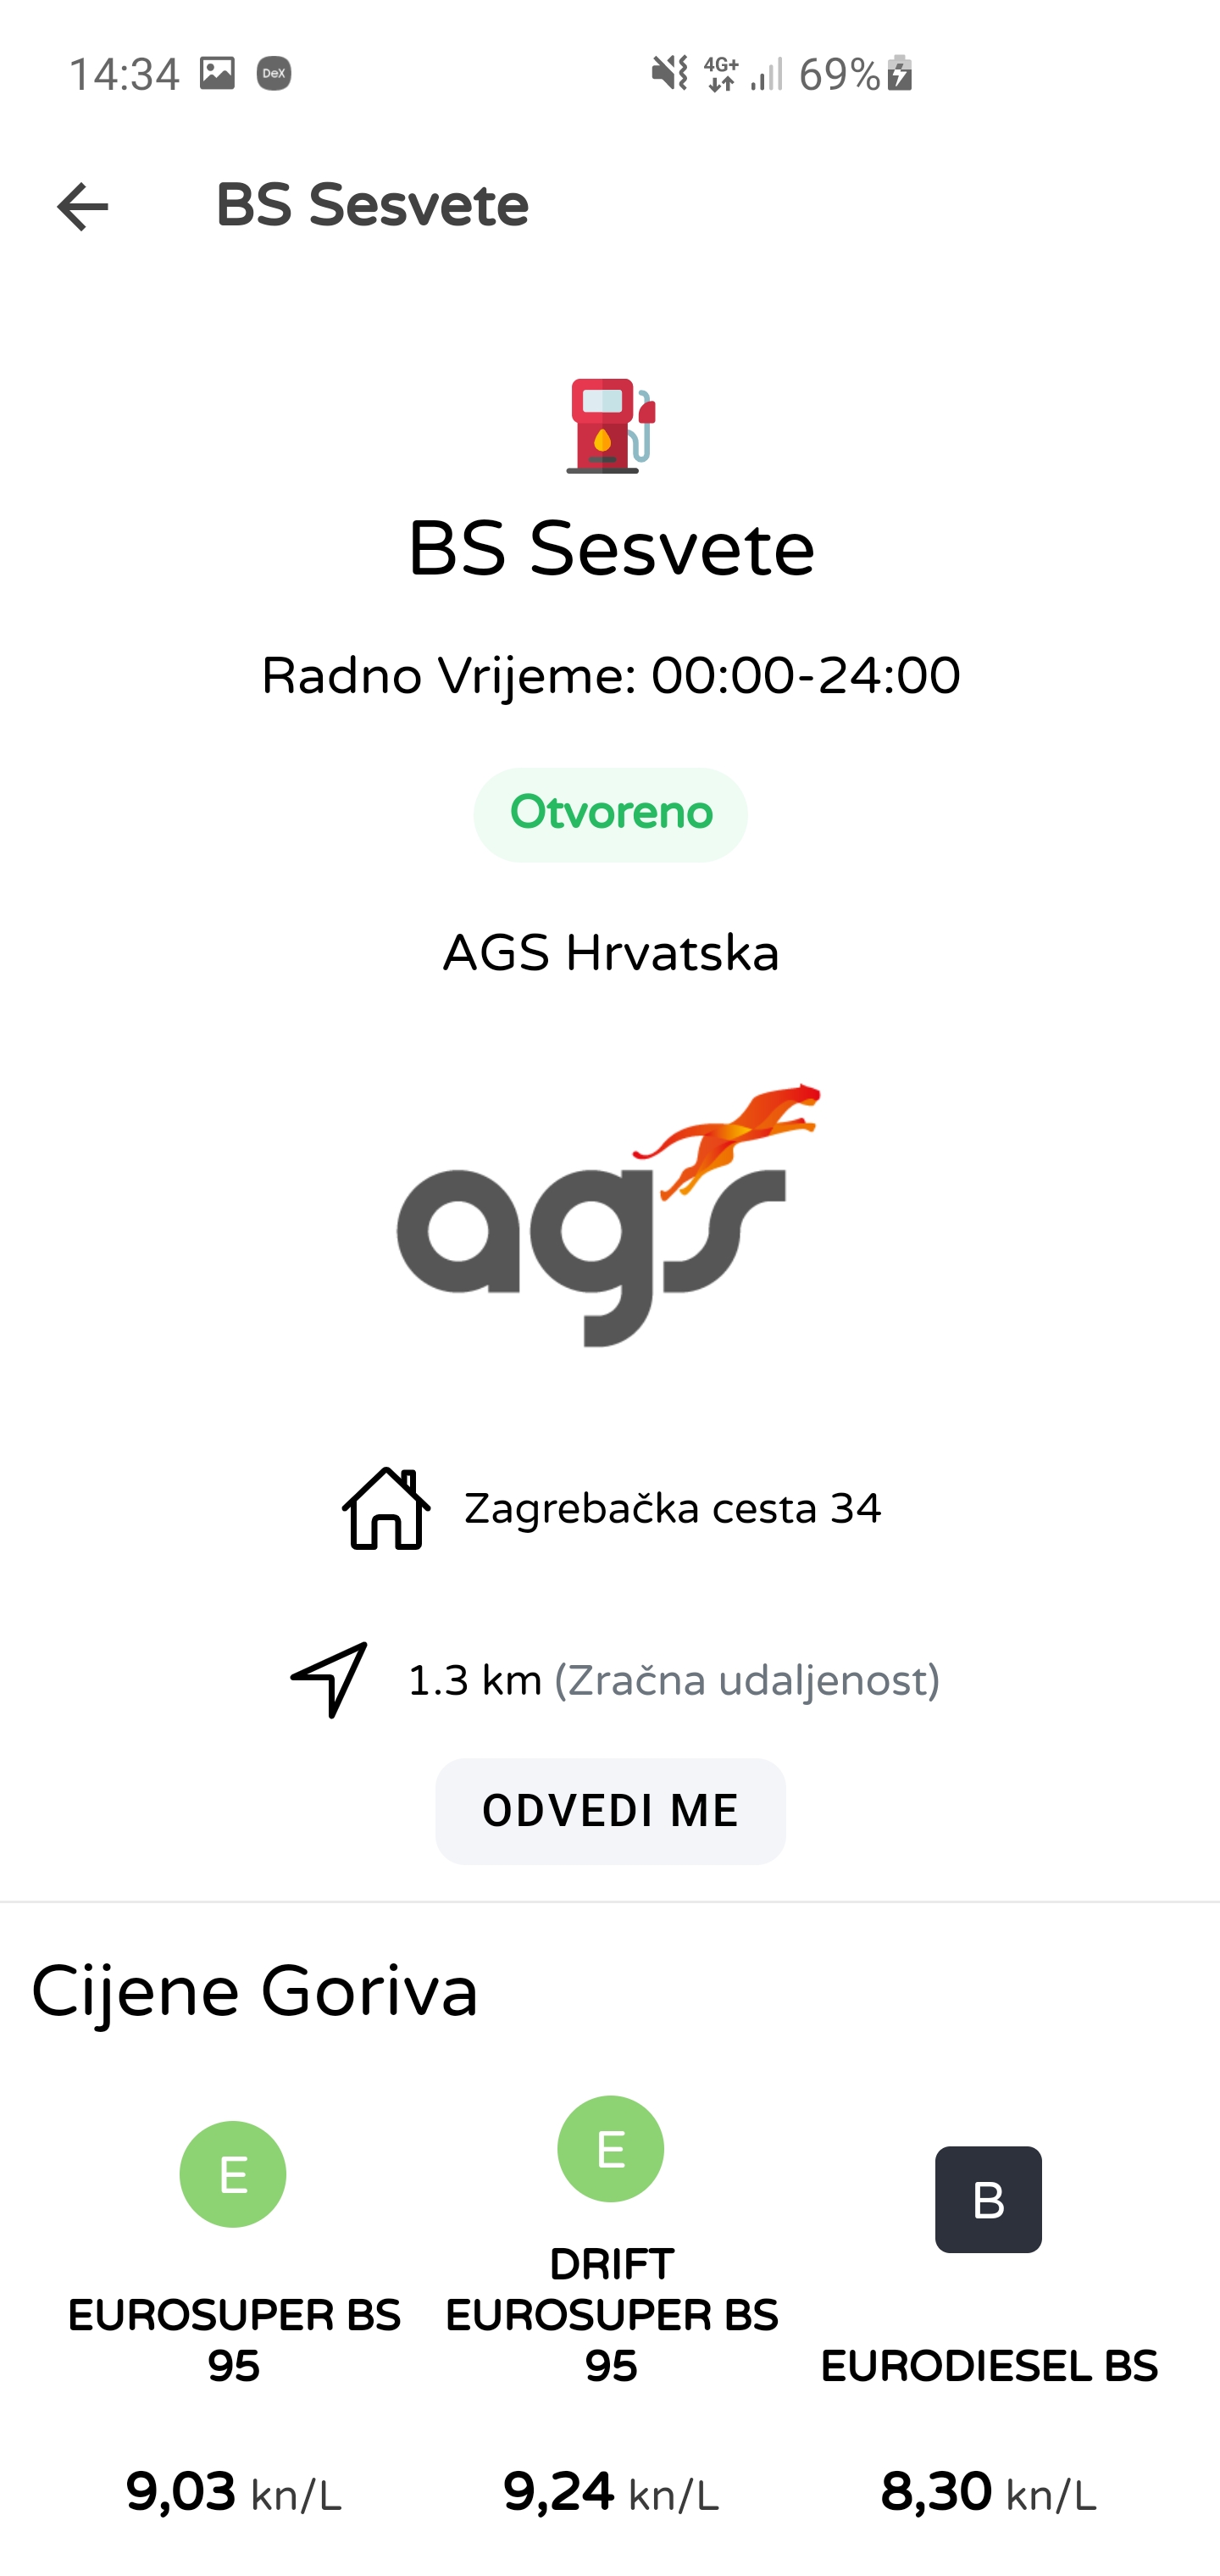 14:34 DeX 4G+ 69%
BS Sesvete
BS Sesvete
Radno Vrijeme: 00:00-24:00
Otvoreno
AGS Hrvatska
ags
Zagrebačka cesta 34
1.3 km (Zračna udaljenost)
ODVEDI ME
Cijene Goriva
E
EUROSUPER BS
95
9,03 kn/L
E
DRIFT
EUROSUPER BS
95
9,24 kn/L
B
EURODIESEL BS
8,30 kn/L